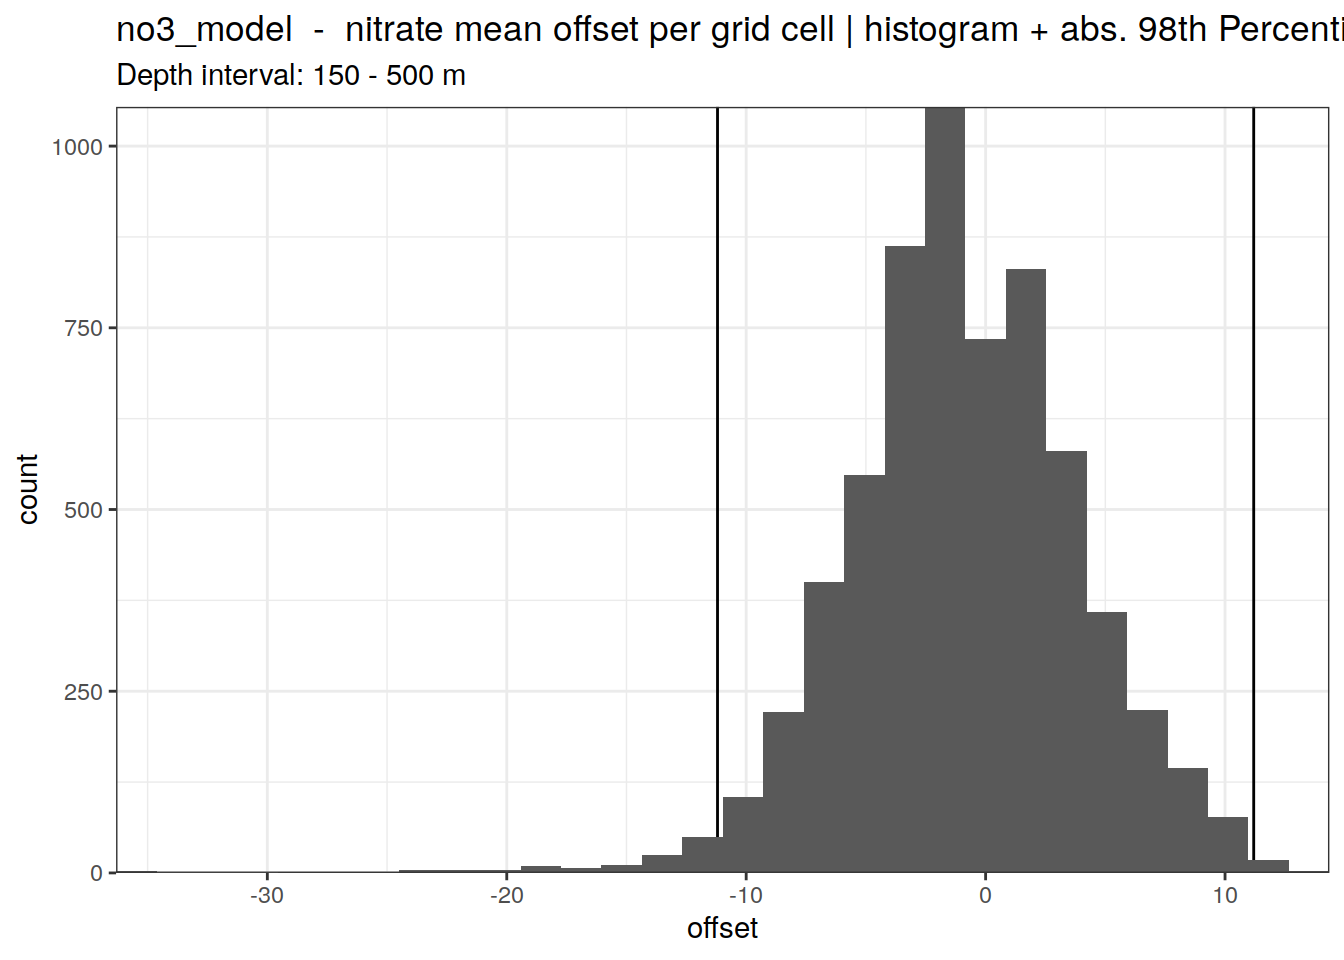 no3_model - nitrate mean offset per grid cell | histogram + abs. 98th Percenti
Depth interval: 150 - 500 m
1000
750
500
250
0
count
-30 -20 -10 0 10
offset